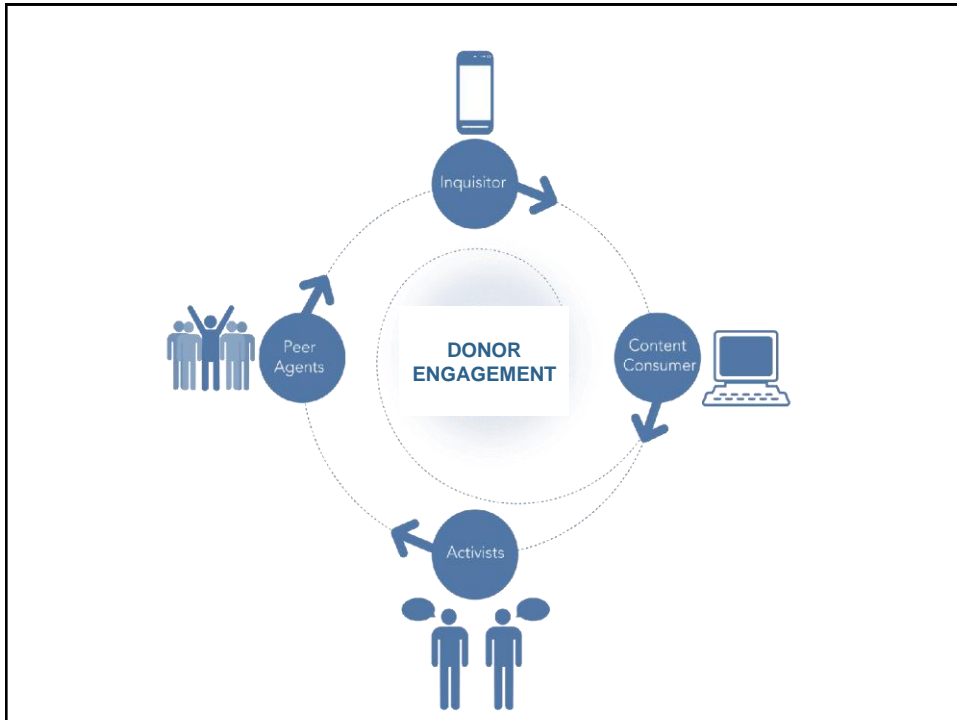 Inquisitor
Peer
Agents
DONOR
ENGAGEMENT
Content
Consumer
Activists